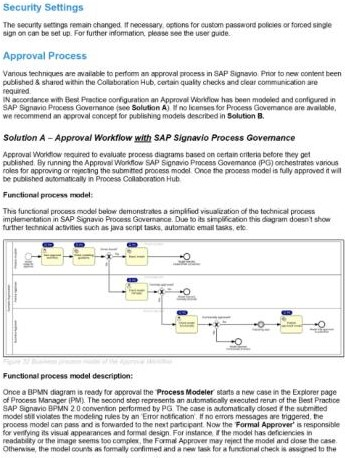 Security Settings
The security settings remain changed. If necessary, options for custom password policies or forced single
sign on can be set up. For further information, please see the user guide.
Approval Process
Various techniques are available to perform an approval process in SAP Signavio. Prior to new content been
published & shared within the Collaboration Hub, certain quality checks and clear communication are
required.
IN accordance with Best Practice configuration an Approval Workflow has been modeled and configured in
SAP Signavio Process Governance (see Solution A). If no licenses for Process Governance are available,
we recommend an approval concept for publishing models described in Solution B.
Solution A – Approval Workflow with SAP Signavio Process Governance
Approval Workflow required to evaluate process diagrams based on certain criteria before they get
published. By running the Approval Workflow SAP Signavio Process Governance (PG) orchestrates various
roles for approving or rejecting the submitted process model. Once the process model is fully approved it will
be published automatically in Process Collaboration Hub.
Functional process model:
This functional process model below demonstrates a simplified visualization of the technical process
implementation in SAP Signavio Process Governance. Due to its simplification this diagram doesn't show
further technical activities such as java script tasks, automatic email tasks, etc.
Business process model of the Approval Workflow
Functional process model description:
Once a BPMN diagram is ready for approval the 'Process Modeler' starts a new case in the Explorer page
of Process Manager (PM). The second step represents an automatically executed rerun of the Best Practice
SAP Signavio BPMN 2.0 convention performed by PG. The case is automatically closed if the submitted
model still violates the modeling rules by an 'Error notification'. If no errors messages are triggered, the
process model can pass and is forwarded to the next participant. Now the 'Formal Approver' is responsible
for verifying its visual appearances and formal design. For instance, if the model has deficiencies in
readability or the image seems too complex, the Formal Approver may reject the model and close the case.
Otherwise, the model counts as formally confirmed and a new task for a functional check is assigned to the